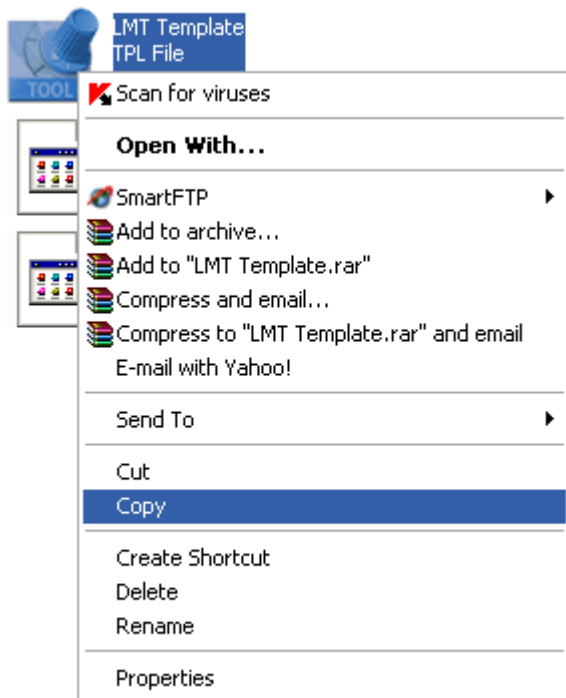 LMT Template
TPL File
TOOL
Scan for viruses
Open With...
SmartFTP
Add to archive...
Add to "LMT Template.rar"
Compress and email...
Compress to "LMT Template.rar" and email
E-mail with Yahoo!
Send To
Cut
Copy
Create Shortcut
Delete
Rename
Properties